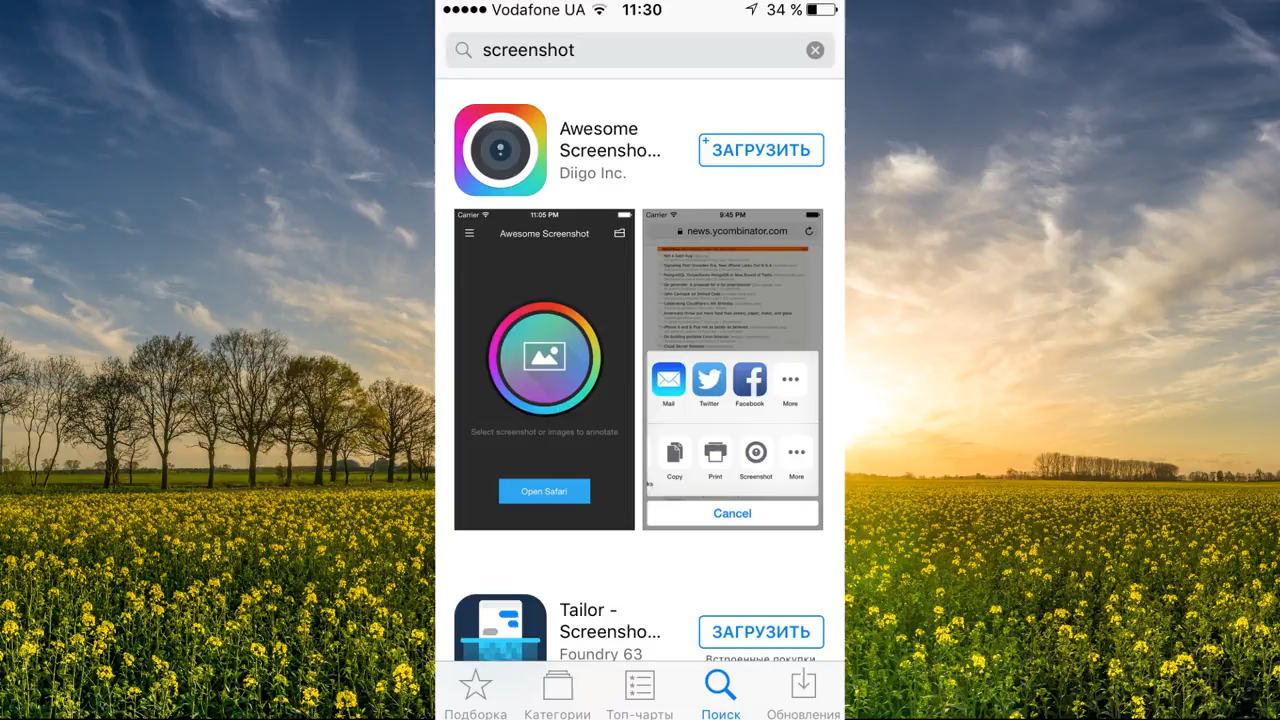 Vodafone UA 11:30 34 %
screenshot
Awesome
Screensho...
Diigo Inc.
ЗАГРУЗИТЬ
Carrier 11:05 PM
Awesome Screenshot
Select screenshot or images to annotate
Open Safari
Carrier 9:45 PM
news.ycombinator.com
Mail Twitter Facebook More
Copy Print Screenshot More
Cancel
Tailor -
Screensho...
Foundry 63
ЗАГРУЗИТЬ
Встроенные покупки
Подборка Категории Топ-чарты Поиск Обновления